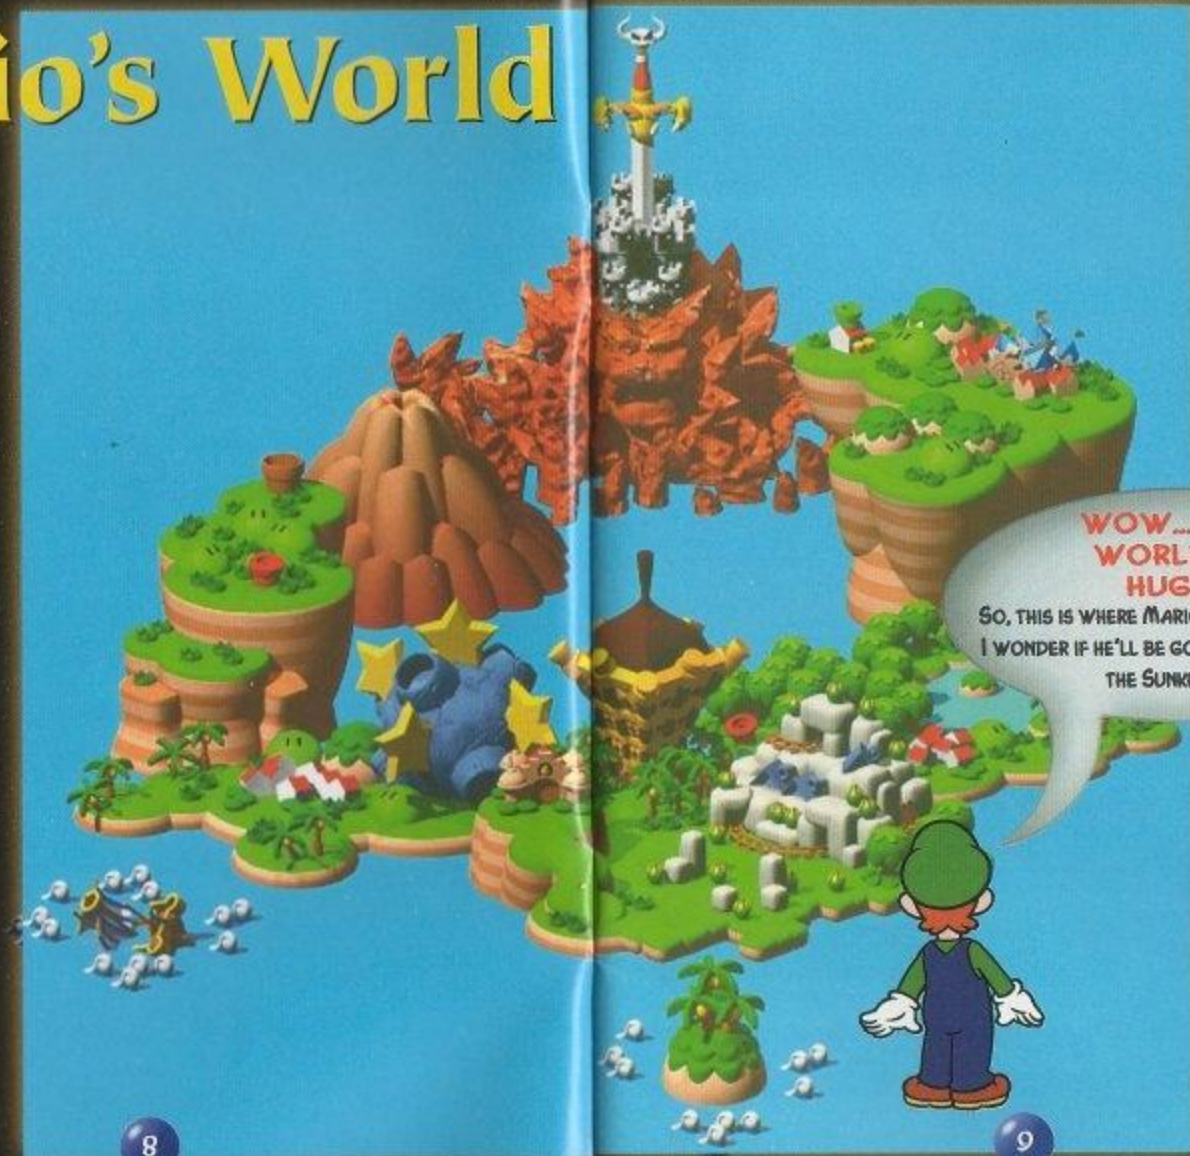 io's World
WOW...
WORL
HUG
SO, THIS IS WHERE MARI
I WONDER IF HE'LL BE GO
THE SUNK
8
9